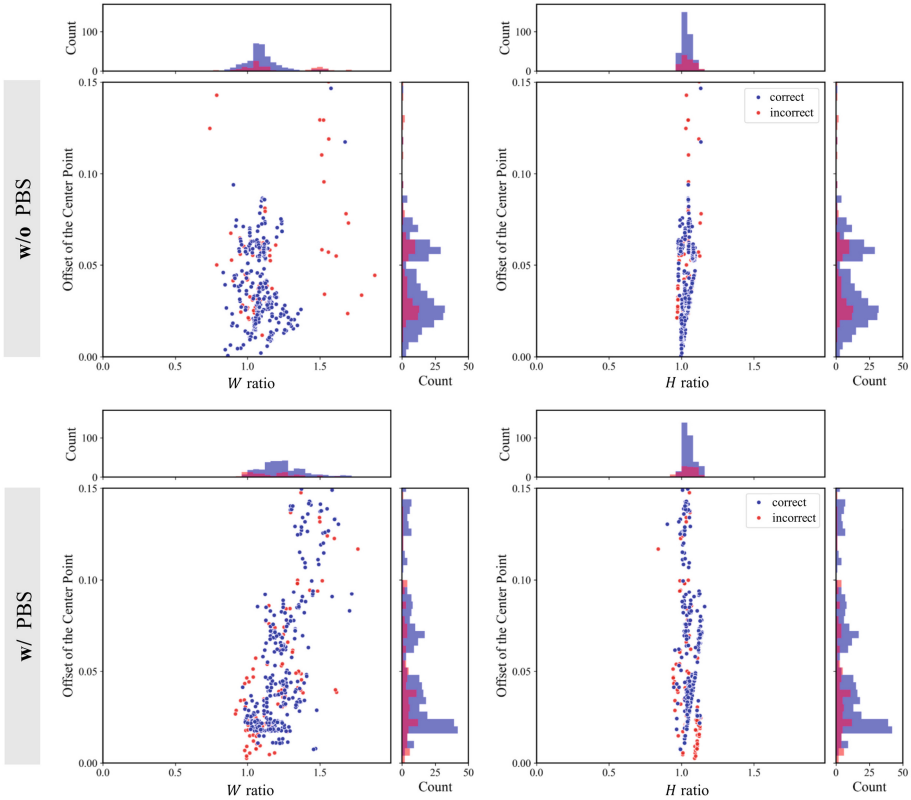 w/o PBS
Count
100
0
Offset of the Center Point
0.15
0.10
0.05
0.00
0.0
0.5
1.0
1.5
W ratio
0
25
50
Count
Count
100
0
Offset of the Center Point
0.15
0.10
0.05
0.00
correct
incorrect
0.0
0.5
1.0
1.5
H ratio
0
25
50
Count
w/ PBS
Count
100
0
Offset of the Center Point
0.15
0.10
0.05
0.00
0.0
0.5
1.0
1.5
W ratio
0
25
50
Count
Count
100
0
Offset of the Center Point
0.15
0.10
0.05
0.00
correct
incorrect
0.0
0.5
1.0
1.5
H ratio
0
25
50
Count